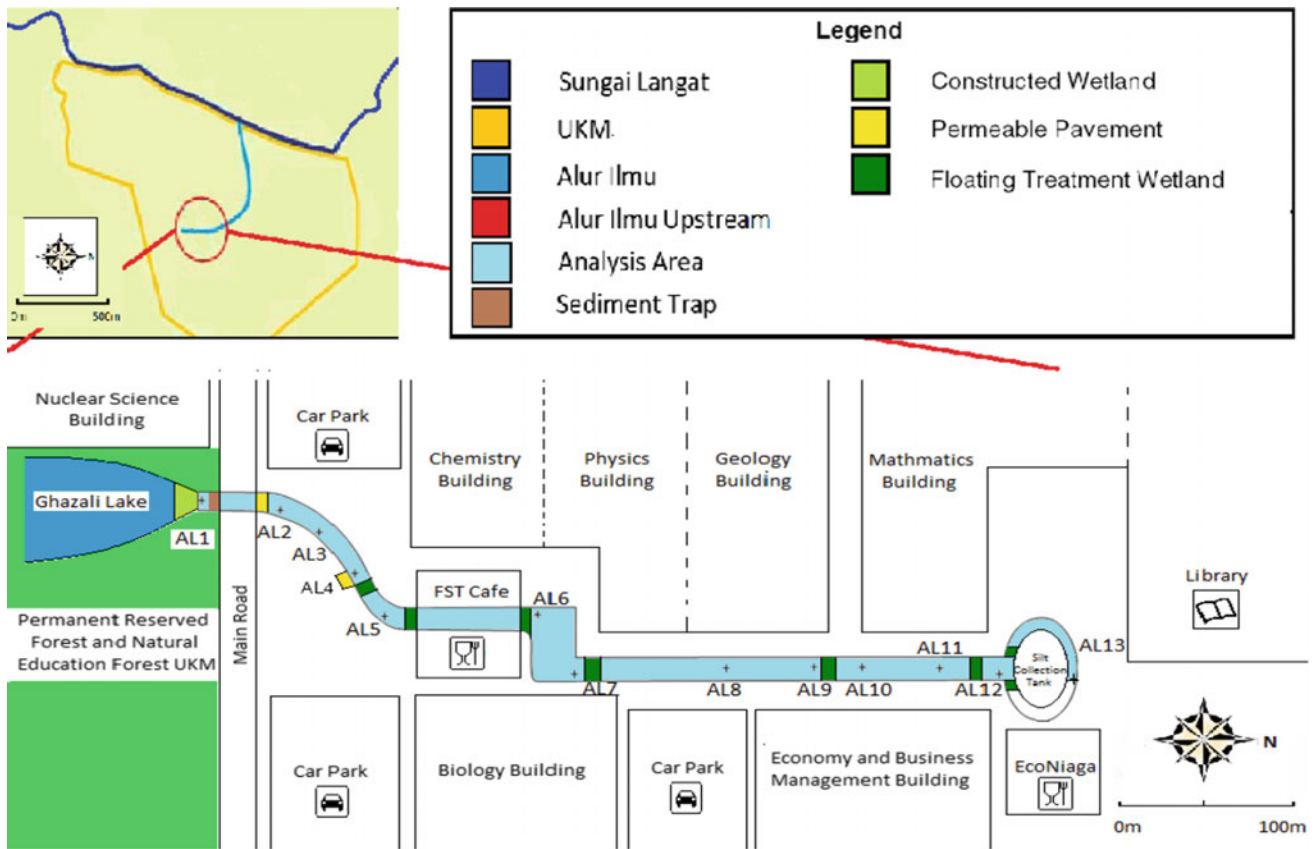 Legend
Sungai Langat
UKM
Alur Ilmu
Alur Ilmu Upstream
Analysis Area
Sediment Trap
Constructed Wetland
Permeable Pavement
Floating Treatment Wetland
N
0m
500m
Nuclear Science
Building
Ghazali Lake
AL1
Permanent Reserved
Forest and Natural
Education Forest UKM
Main Road
Car Park
AL2
AL3
AL4
AL5
Chemistry
Building
FST Cafe
AL6
Physics
Building
Geology
Building
Mathmatics
Building
AL7
AL8
AL9
AL10
AL11
AL12
Silt
Collection
Tank
AL13
Library
Car Park
Biology Building
Car Park
Economy and Business
Management Building
EcoNiaga
N
0m
100m